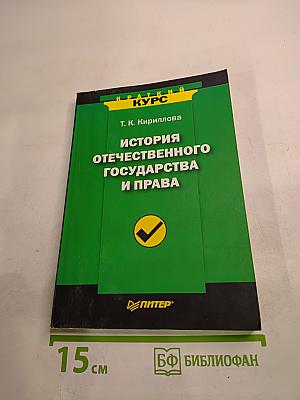 КРАТКИЙ
КУРС
Т. К. Кириллова
ИСТОРИЯ
ОТЕЧЕСТВЕННОГО
ГОСУДАРСТВА
И ПРАВА
ПИТЕР®
15 см
БФ БИБЛИОФАН